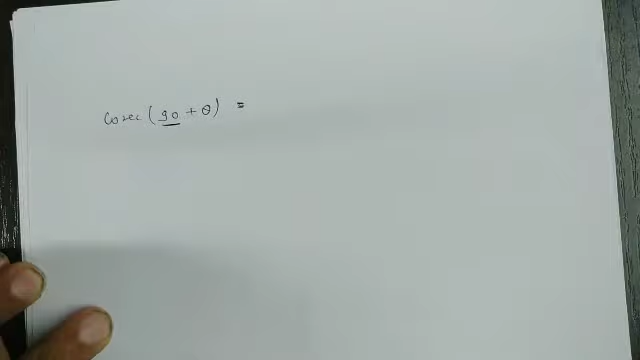 Cosec (90 + θ) =